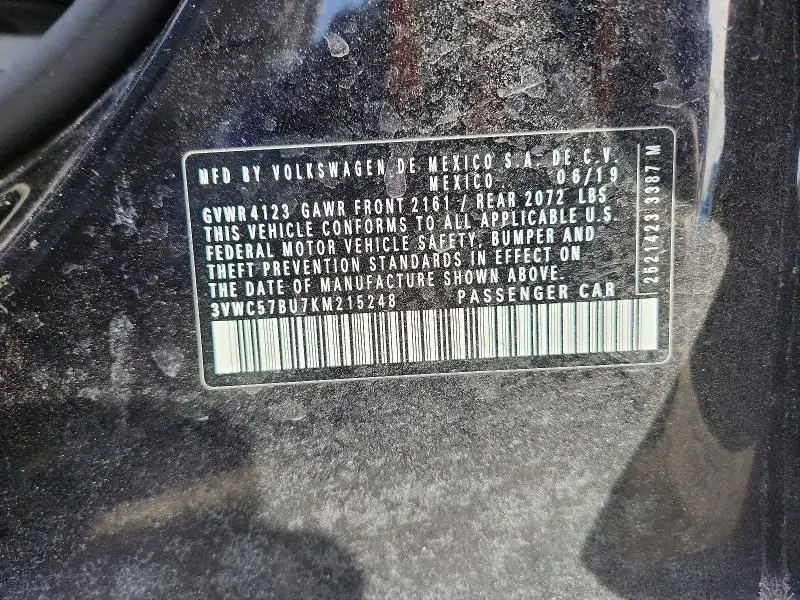 MFD BY VOLKSWAGEN DE MEXICO S.A. DE C.V.
MEXICO. 06/19
GVWR 4123 GAWR FRONT 2161 / REAR 2072 LBS
THIS VEHICLE CONFORMS TO ALL APPLICABLE U.S.
FEDERAL MOTOR VEHICLE SAFETY, BUMPER AND
THEFT PREVENTION STANDARDS IN EFFECT ON
THE DATE OF MANUFACTURE SHOWN ABOVE.
3VWC57BU7KM215248 PASSENGER CAR
2521423 3387 M